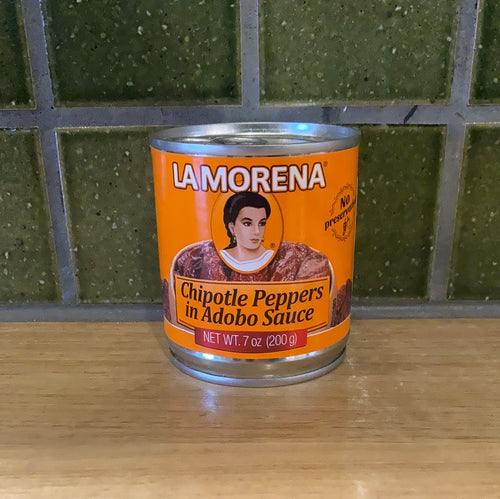 LA MORENA®
No
preservatives
Chipotle Peppers
in Adobo Sauce
NET WT. 7 oz (200 g)